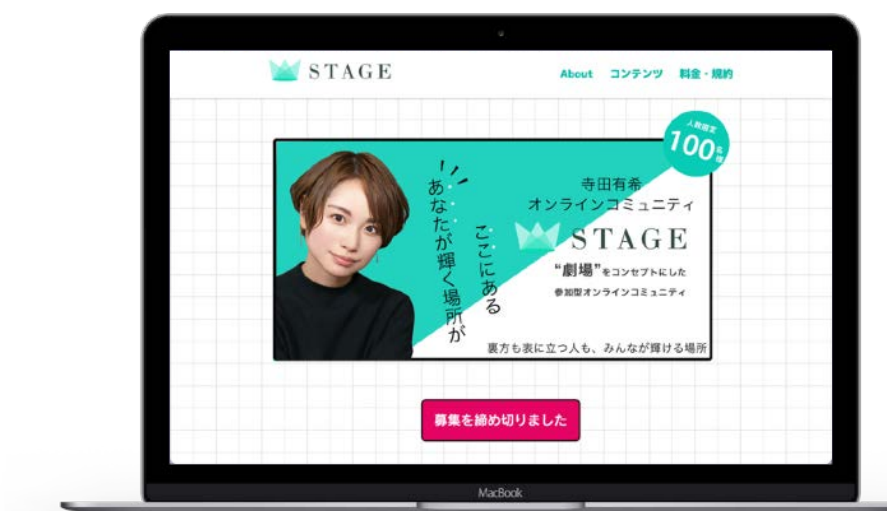 STAGE
About コンテンツ 料金・規約
人数限定
100名様
あなたが輝く場所が
ここにある
寺田有希
オンラインコミュニティ
STAGE
“劇場”をコンセプトにした
参加型オンラインコミュニティ
裏方も表に立つ人も、みんなが輝ける場所
募集を締め切りました
MacBook